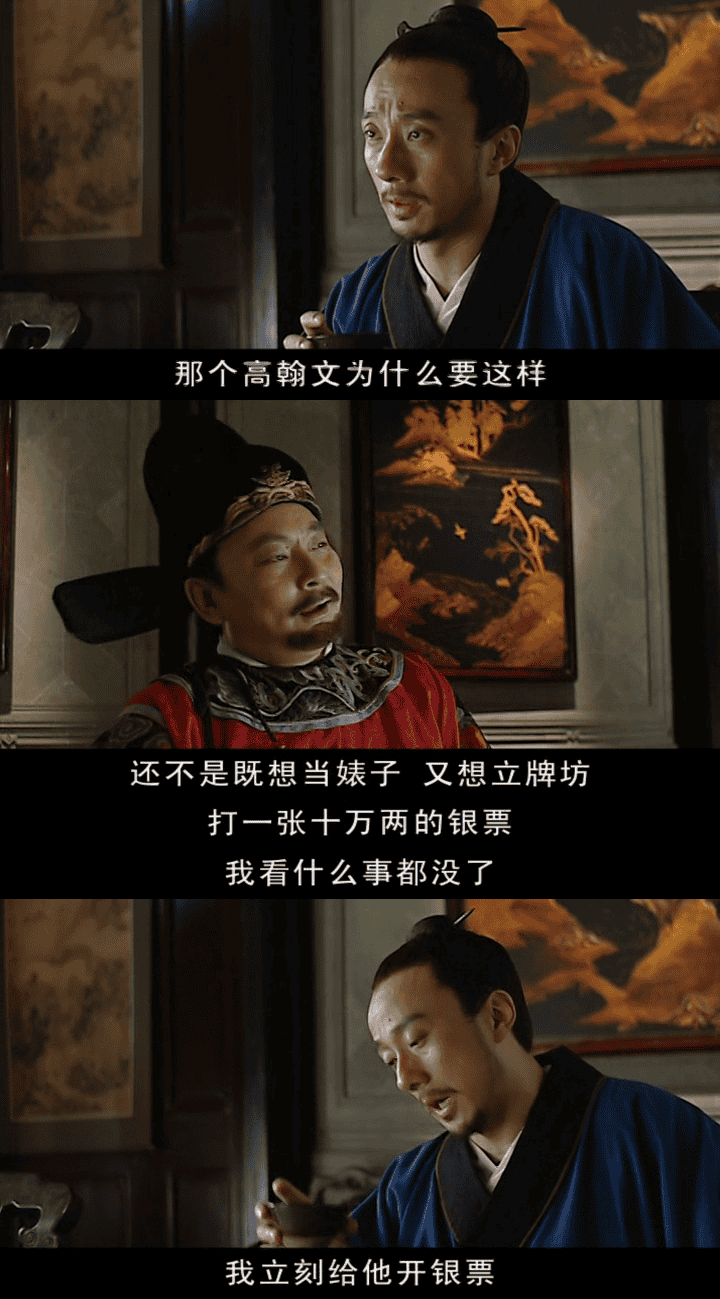 那个高翰文为什么要这样
还不是既想当婊子 又想立牌坊
打一张十万两的银票
我看什么事都没了
我立刻给他开银票